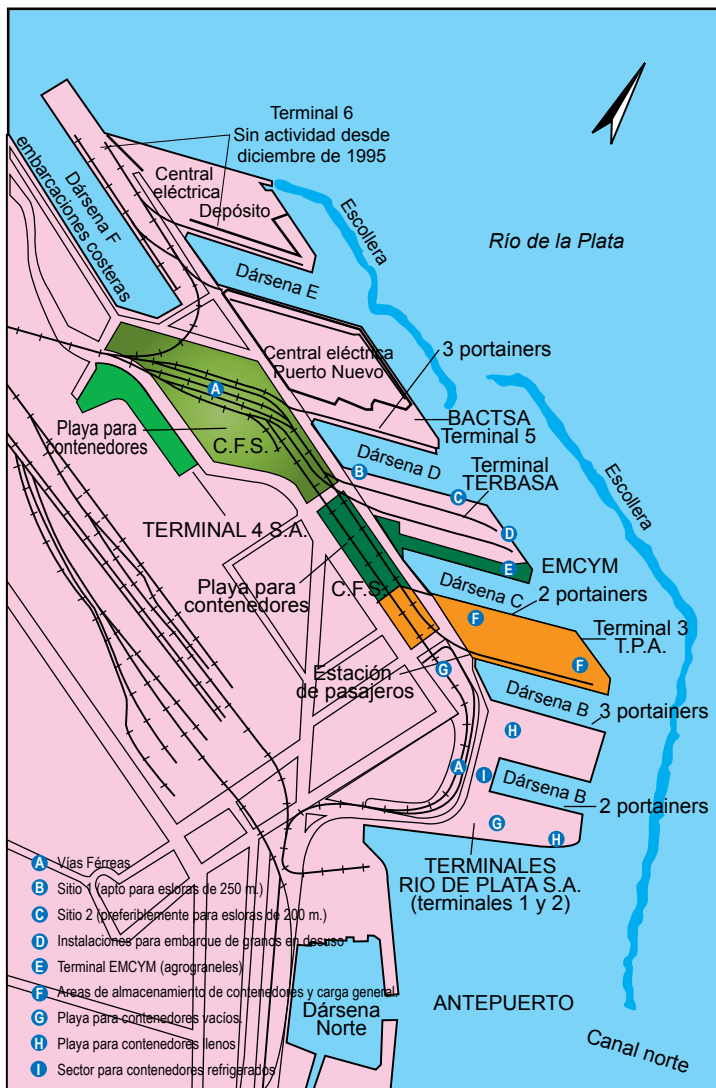 Terminal 6
Sin actividad desde
diciembre de 1995
Dársena F
embarcaciones costeras
Central
eléctrica
Depósito
Escollera
Río de la Plata
Dársena E
3 portainers
Central eléctrica
Puerto Nuevo
A
BACTSA
Terminal 5
Playa para
contenedores
C.F.S.
Dársena D
B
Terminal
TERBASA
C
Escollera
D
TERMINAL 4 S.A.
EMCYM
E
Playa para
contenedores
C.F.S.
Dársena C
2 portainers
F
Terminal 3
T.P.A.
F
Estación
de pasajeros
G
Dársena B
3 portainers
H
A
I
Dársena B
2 portainers
G
H
TERMINALES
RIO DE PLATA S.A.
(terminales 1 y 2)
A Vías Férreas
B Sitio 1 (apto para esloras de 250 m.)
C Sitio 2 (preferiblemente para esloras de 200 m.)
D Instalaciones para embarque de granos en desuso
E Terminal EMCYM (agrograneles)
F Areas de almacenamiento de contenedores y carga general.
G Playa para contenedores vacíos.
H Playa para contenedores llenos
I Sector para contenedores refrigerados
Dársena
Norte
ANTEPUERTO
Canal norte